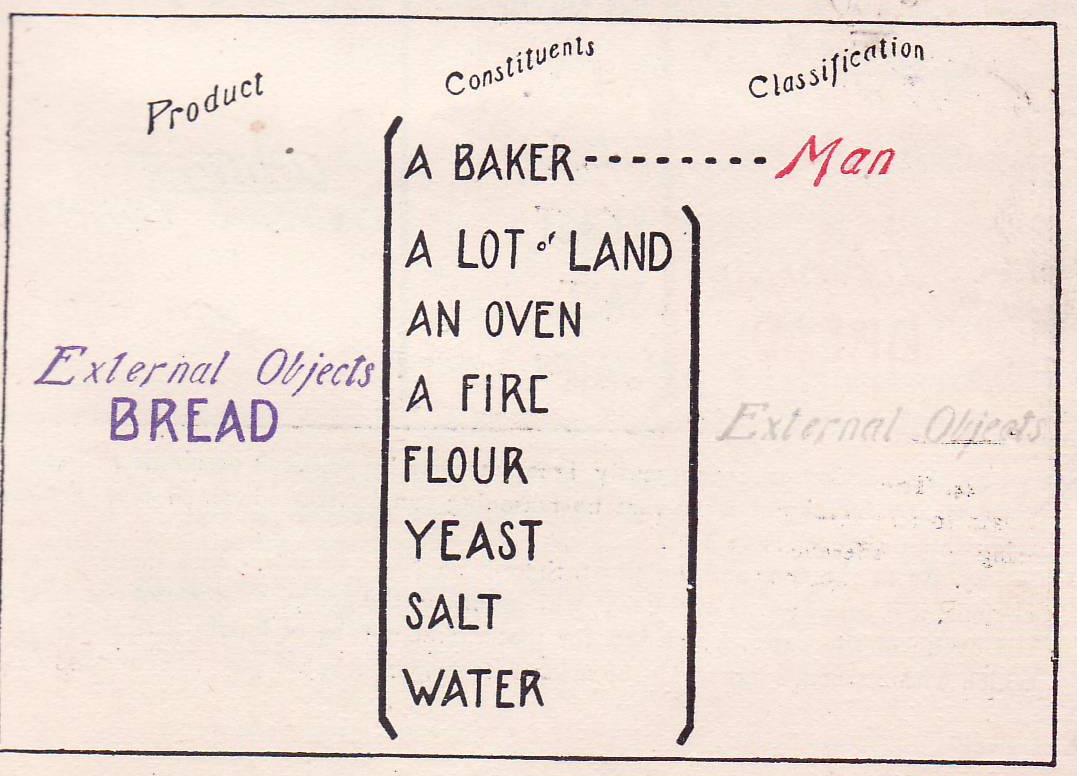 Product Constituents Classification
A BAKER -------- Man
A LOT of LAND
AN OVEN
External Objects
A FIRE
BREAD
External Objects
FLOUR
YEAST
SALT
WATER